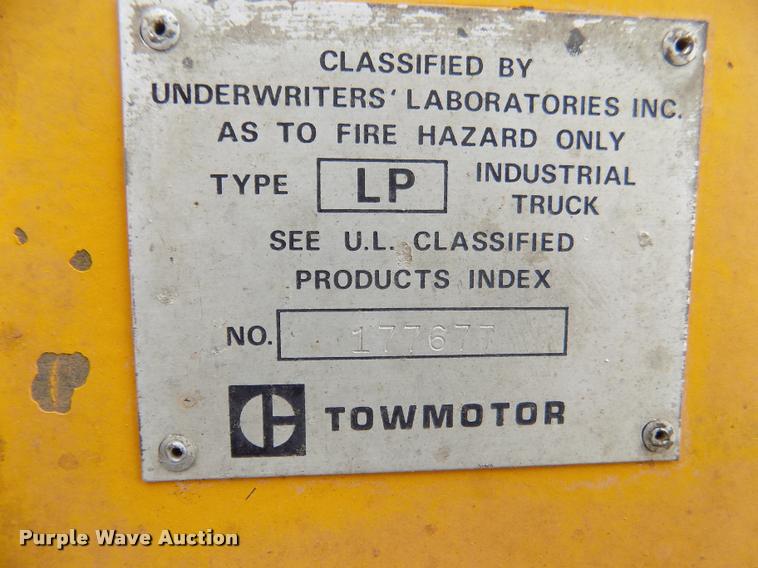 CLASSIFIED BY
UNDERWRITERS' LABORATORIES INC.
AS TO FIRE HAZARD ONLY
TYPE LP INDUSTRIAL TRUCK
SEE U.L. CLASSIFIED
PRODUCTS INDEX
NO. 177677
TOWMOTOR
Purple Wave Auction